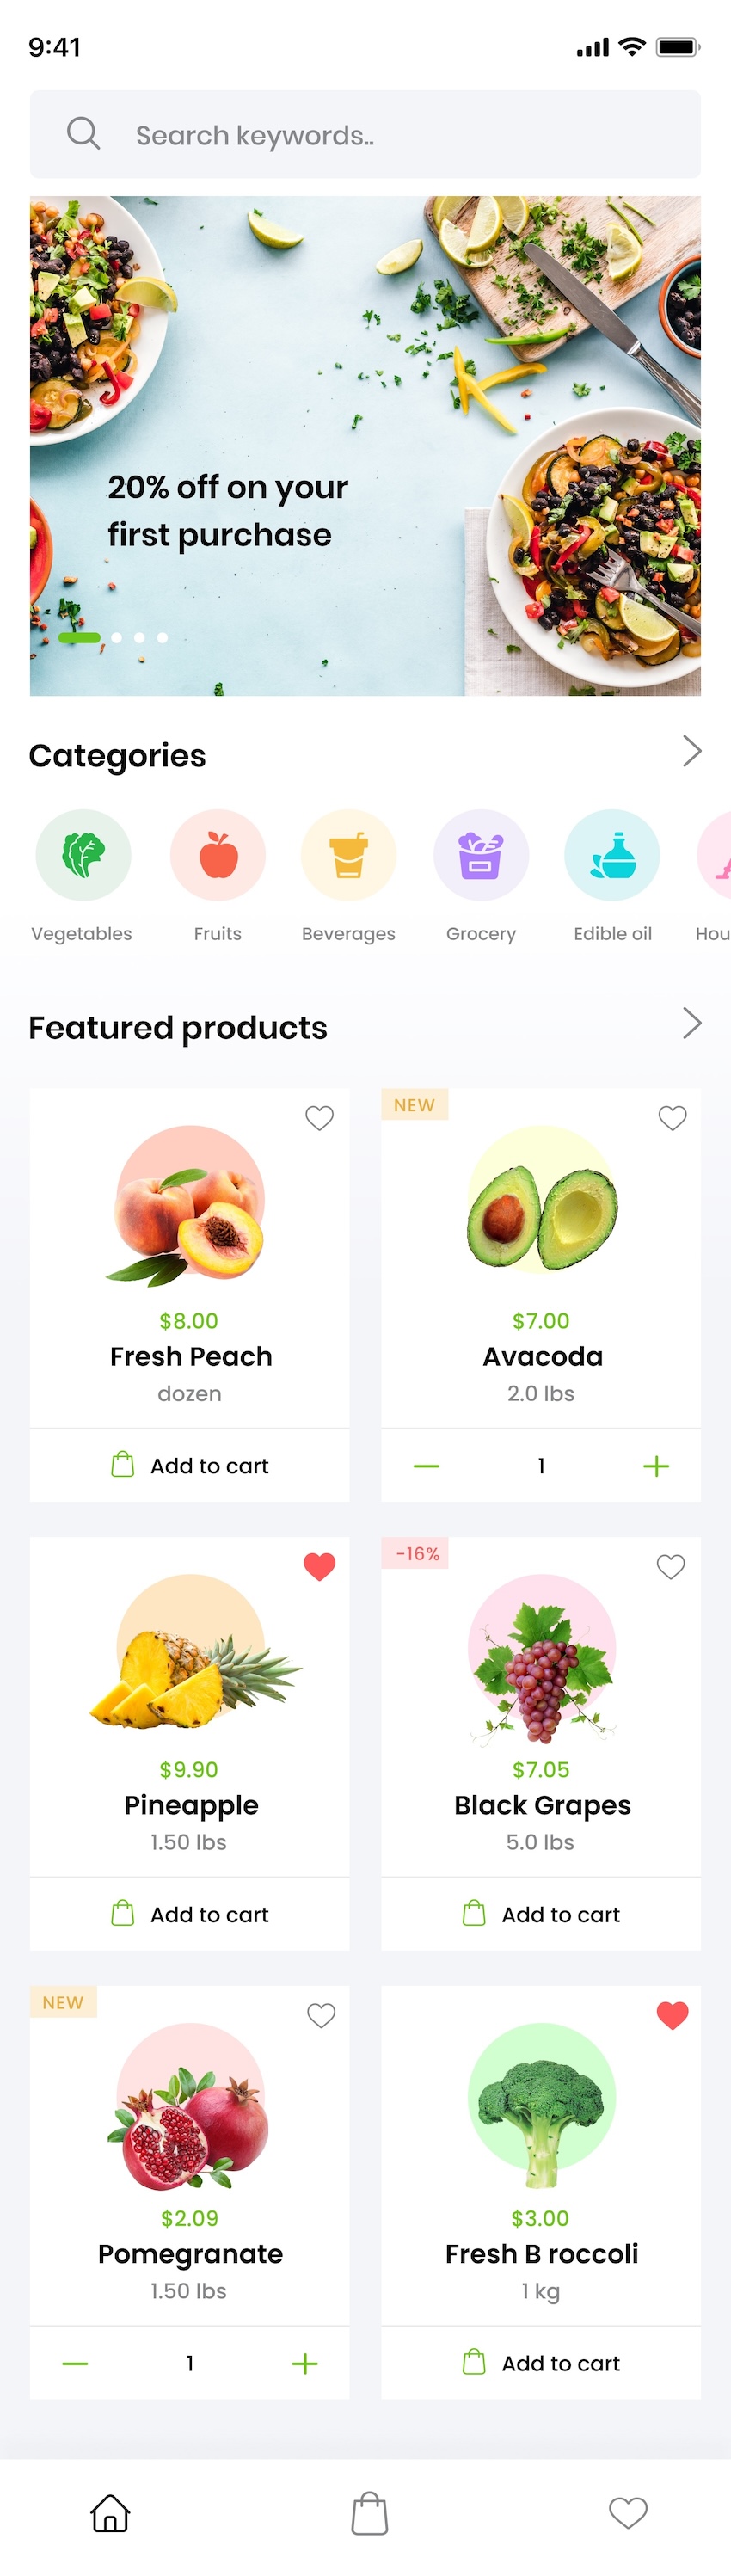 9:41
Search keywords..
20% off on your
first purchase
Categories
Vegetables
Fruits
Beverages
Grocery
Edible oil
Hou
Featured products
$8.00
Fresh Peach
dozen
Add to cart
NEW
$7.00
Avacoda
2.0 lbs
1
$9.90
Pineapple
1.50 lbs
Add to cart
-16%
$7.05
Black Grapes
5.0 lbs
Add to cart
NEW
$2.09
Pomegranate
1.50 lbs
1
$3.00
Fresh B roccoli
1 kg
Add to cart